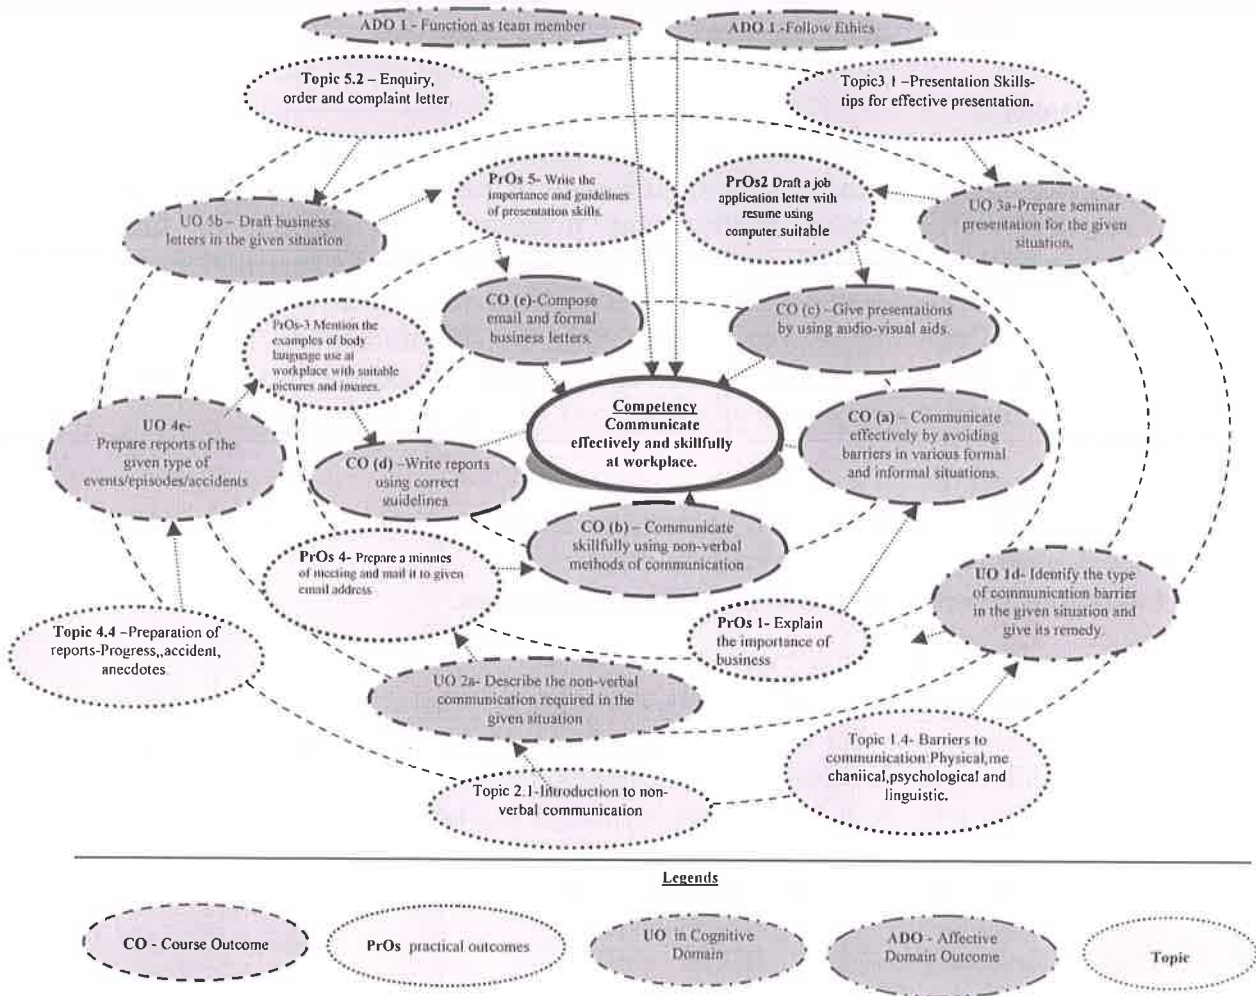 ADO 1 - Function as team member
ADO 1 -Follow Ethics
Topic 5.2 – Enquiry,
order and complaint letter
Topic3 1 –Presentation Skills-
tips for effective presentation.
PrOs 5- Write the
importance and guidelines
of presentation skills.
PrOs2 Draft a job
application letter with
resume using
computer suitable
UO 5b – Draft business
letters in the given situation
UO 3a-Prepare seminar
presentation for the given
situation.
CO (e)-Compose
email and formal
business letters.
CO (c) – Give presentations
by using audio-visual aids.
PrOs-3 Mention the
examples of body
language use at
workplace with suitable
pictures and images.
Competency
Communicate
effectively and skillfully
at workplace.
CO (a) – Communicate
effectively by avoiding
barriers in various formal
and informal situations.
UO 4e-
Prepare reports of the
given type of
events/episodes/accidents
CO (d) –Write reports
using correct
guidelines.
CO (b) – Communicate
skillfully using non-verbal
methods of communication
PrOs 4- Prepare a minutes
of meeting and mail it to given
email address
UO 1d- Identify the type
of communication barrier
in the given situation and
give its remedy.
PrOs 1- Explain
the importance of
business
Topic 4.4 –Preparation of
reports-Progress,,accident,
anecdotes.
UO 2a- Describe the non-verbal
communication required in the
given situation
Topic 1.4- Barriers to
communication:Physical,me
chaniical,psychological and
linguistic.
Topic 2.1-Introduction to non-
verbal communication
Legends
CO - Course Outcome
PrOs practical outcomes
UO in Cognitive
Domain
ADO - Affective
Domain Outcome
Topic